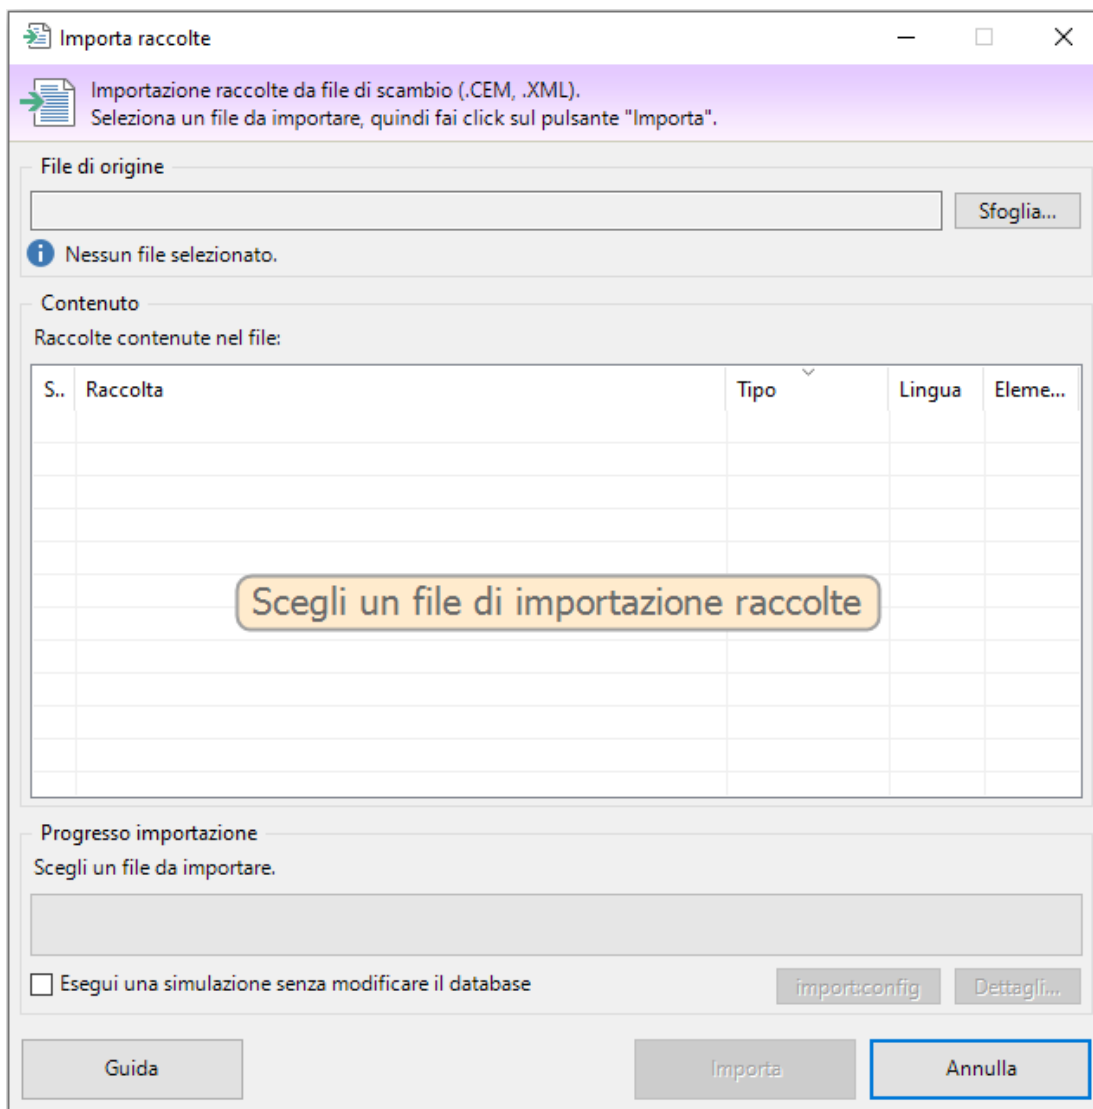 Importa raccolte
Importazione raccolte da file di scambio (.CEM, .XML).
Seleziona un file da importare, quindi fai click sul pulsante "Importa".
File di origine
Sfoglia...
Nessun file selezionato.
Contenuto
Raccolte contenute nel file:
S.. Raccolta Tipo Lingua Eleme...
Scegli un file di importazione raccolte
Progresso importazione
Scegli un file da importare.
Esegui una simulazione senza modificare il database
import:config Dettagli...
Guida Importa Annulla